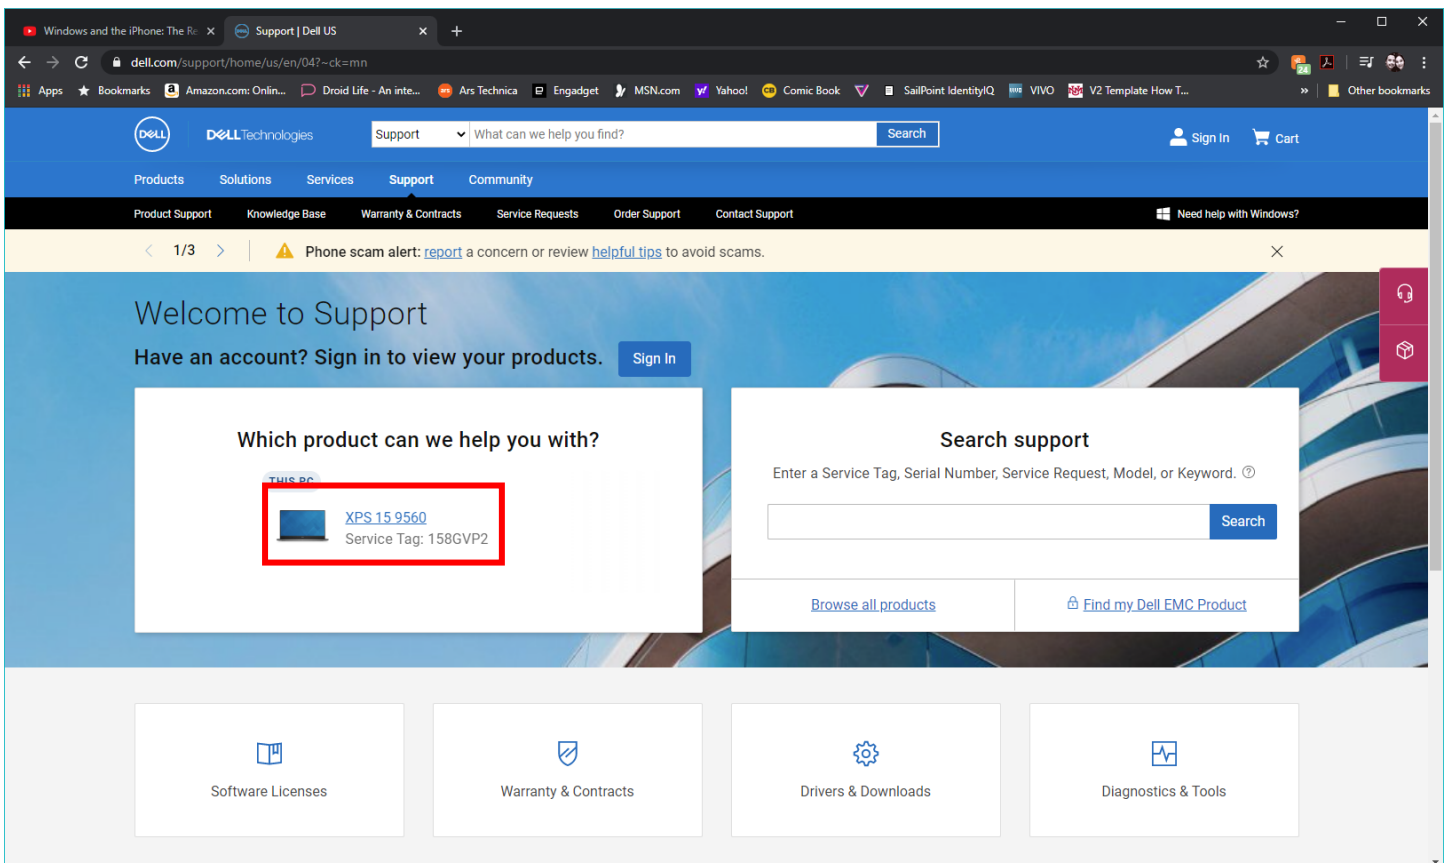 Windows and the iPhone: The Re
Support | Dell US
dell.com/support/home/us/en/04?~ck=mn
24
Apps
Bookmarks
Amazon.com: Onlin...
Droid Life - An inte...
Ars Technica
Engadget
MSN.com
Yahoo!
Comic Book
SailPoint IdentityIQ
VIVO
V2 Template How T...
»
Other bookmarks
DELL
DELLTechnologies
Support
What can we help you find?
Search
Sign In
Cart
Products
Solutions
Services
Support
Community
Product Support
Knowledge Base
Warranty & Contracts
Service Requests
Order Support
Contact Support
Need help with Windows?
1/3
Phone scam alert: report a concern or review helpful tips to avoid scams.
Welcome to Support
Have an account? Sign in to view your products.
Sign In
Which product can we help you with?
THIS PC
XPS 15 9560
Service Tag: 158GVP2
Search support
Enter a Service Tag, Serial Number, Service Request, Model, or Keyword.
Search
Browse all products
Find my Dell EMC Product
Software Licenses
Warranty & Contracts
Drivers & Downloads
Diagnostics & Tools